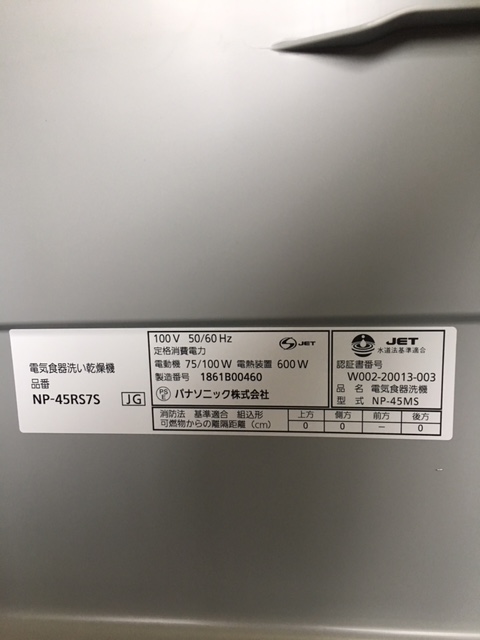 電気食器洗い乾燥機
品番
NP-45RS7S JG
100V 50/60Hz
定格消費電力
電動機 75/100W 電熱装置 600W
製造番号 1861B00460
PSE パナソニック株式会社
S JET
消防法 基準適合 組込形
可燃物からの離隔距離(cm)
上方 側方 前方 後方
0 0 − 0
JET
水道法基準適合
認証書番号
W002-20013-003
品名 電気食器洗機
型式 NP-45MS